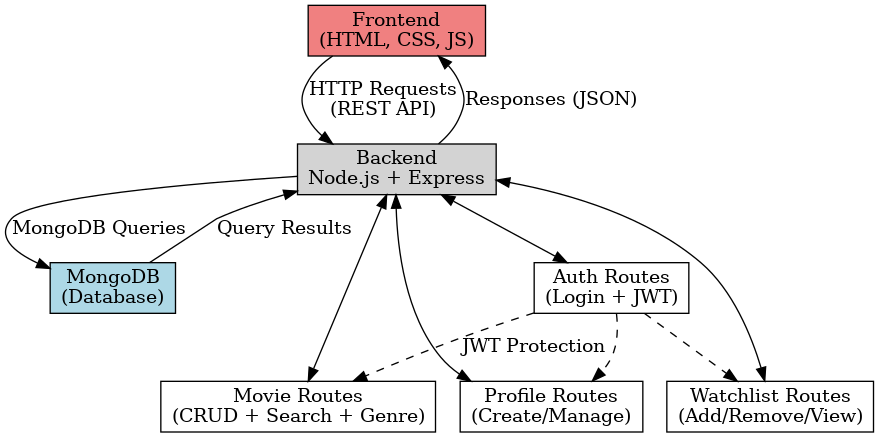 Frontend
(HTML, CSS, JS)
HTTP Requests
(REST API)
Responses (JSON)
Backend
Node.js + Express
MongoDB Queries
Query Results
MongoDB
(Database)
Auth Routes
(Login + JWT)
JWT Protection
Movie Routes
(CRUD + Search + Genre)
Profile Routes
(Create/Manage)
Watchlist Routes
(Add/Remove/View)